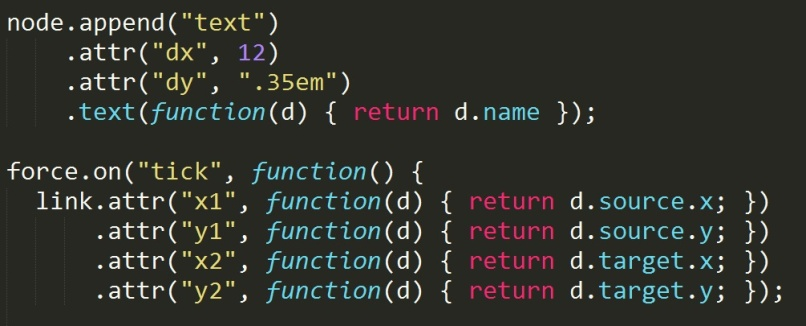 node.append("text")
    .attr("dx", 12)
    .attr("dy", ".35em")
    .text(function(d) { return d.name });

force.on("tick", function() {
  link.attr("x1", function(d) { return d.source.x; })
      .attr("y1", function(d) { return d.source.y; })
      .attr("x2", function(d) { return d.target.x; })
      .attr("y2", function(d) { return d.target.y; });